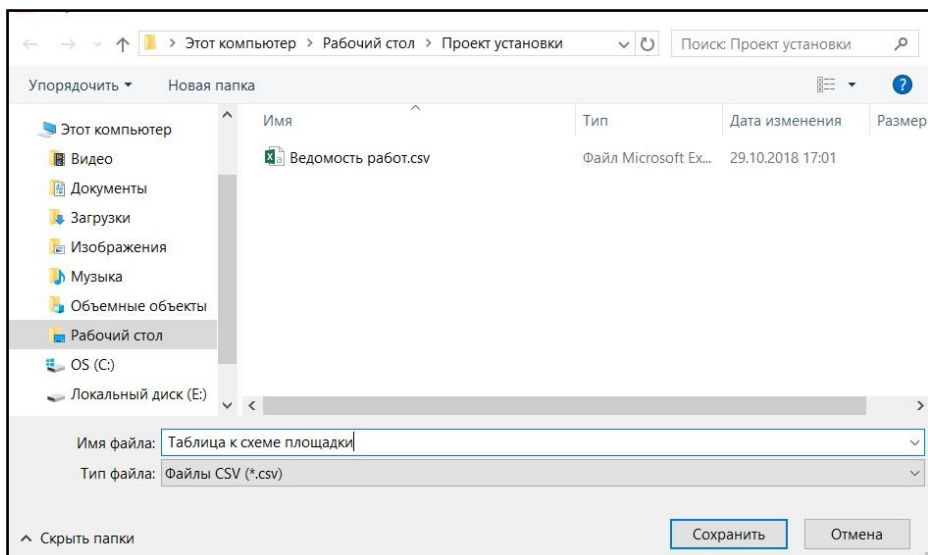 Этот компьютер > Рабочий стол > Проект установки Поиск: Проект установки
Упорядочить Новая папка ?
Имя Тип Дата изменения Размер
Этот компьютер
Ведомость работ.csv Файл Microsoft Ex... 29.10.2018 17:01
Видео
Документы
Загрузки
Изображения
Музыка
Объемные объекты
Рабочий стол
OS (C:)
Локальный диск (E:)
Имя файла: Таблица к схеме площадки
Тип файла: Файлы CSV (*.csv)
Скрыть папки Сохранить Отмена